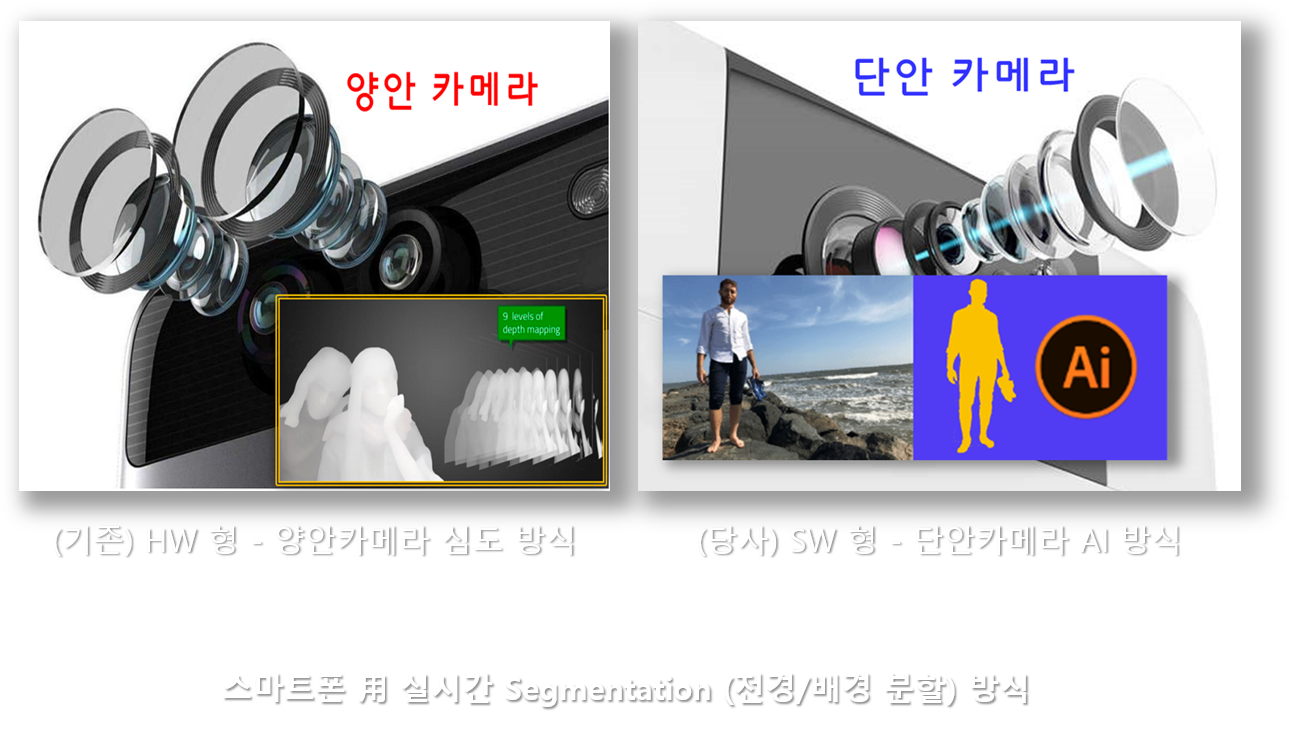 양안 카메라
단안 카메라
9 levels of
depth mapping
Ai
(기존) HW 형 - 양안카메라 심도 방식
(당사) SW 형 - 단안카메라 AI 방식
스마트폰 用 실시간 Segmentation (전경/배경 분할) 방식